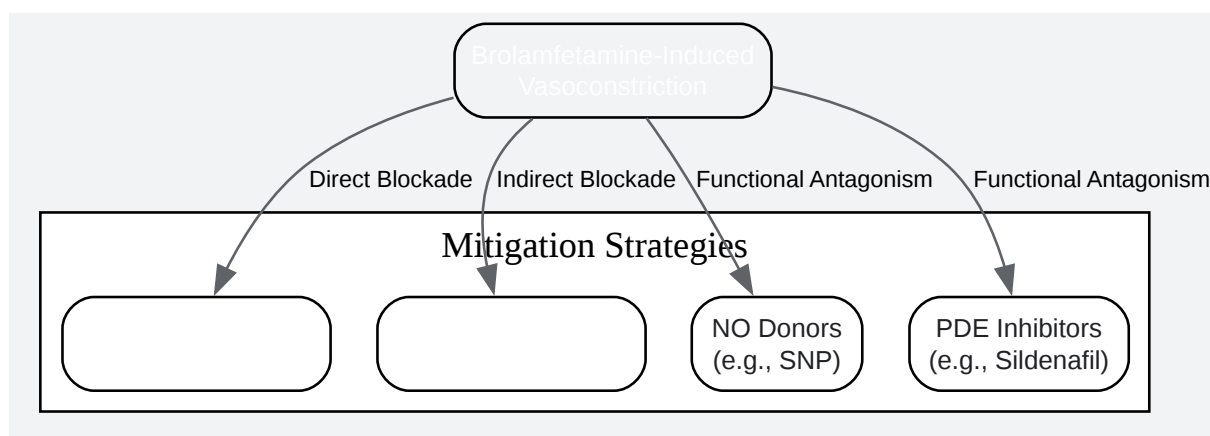 Brolamfetamine-Induced
Vasoconstriction
Direct Blockade
Indirect Blockade
Functional Antagonism
Functional Antagonism
Mitigation Strategies
NO Donors
(e.g., SNP)
PDE Inhibitors
(e.g., Sildenafil)